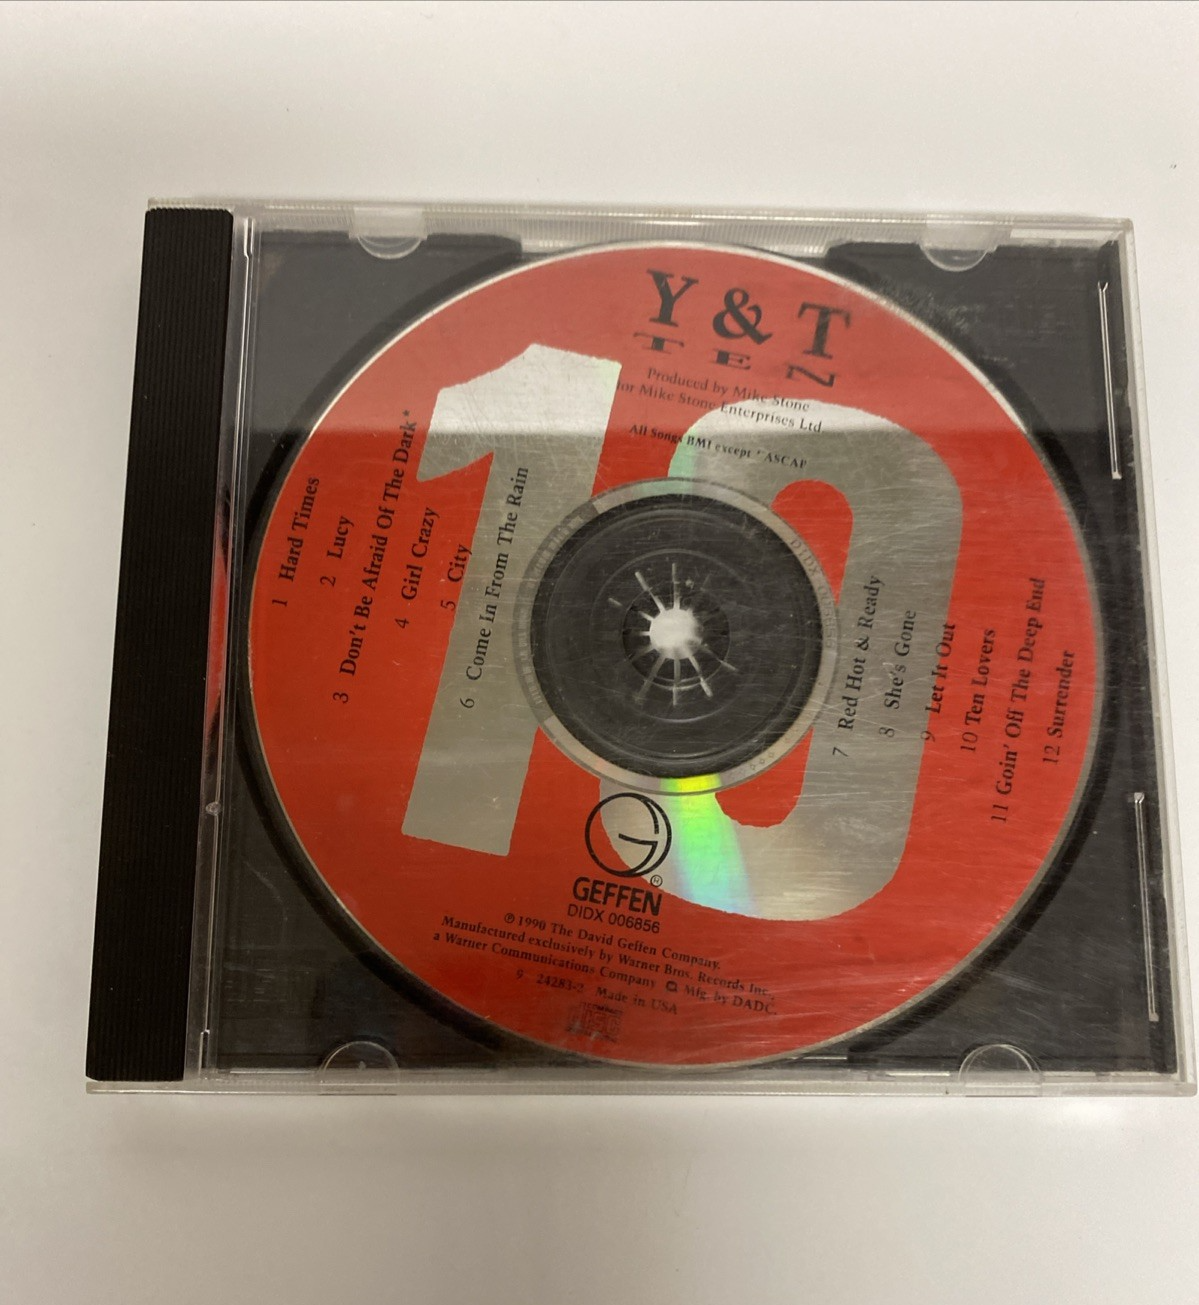 Y & T
TEN
Produced by Mike Stone
for Mike Stone Enterprises Ltd.
All Songs BMI except * ASCAP
10
1 Hard Times
2 Lucy
3 Don't Be Afraid Of The Dark*
4 Girl Crazy
5 City
6 Come In From The Rain
7 Red Hot & Ready
8 She's Gone
9 Let It Out
10 Ten Lovers
11 Goin' Off The Deep End
12 Surrender
G
GEFFEN ®
DIDX 006856
℗ 1990 The David Geffen Company.
Manufactured exclusively by Warner Bros. Records Inc.,
a Warner Communications Company Mfg. by DADC.
9 24283-2 Made in USA